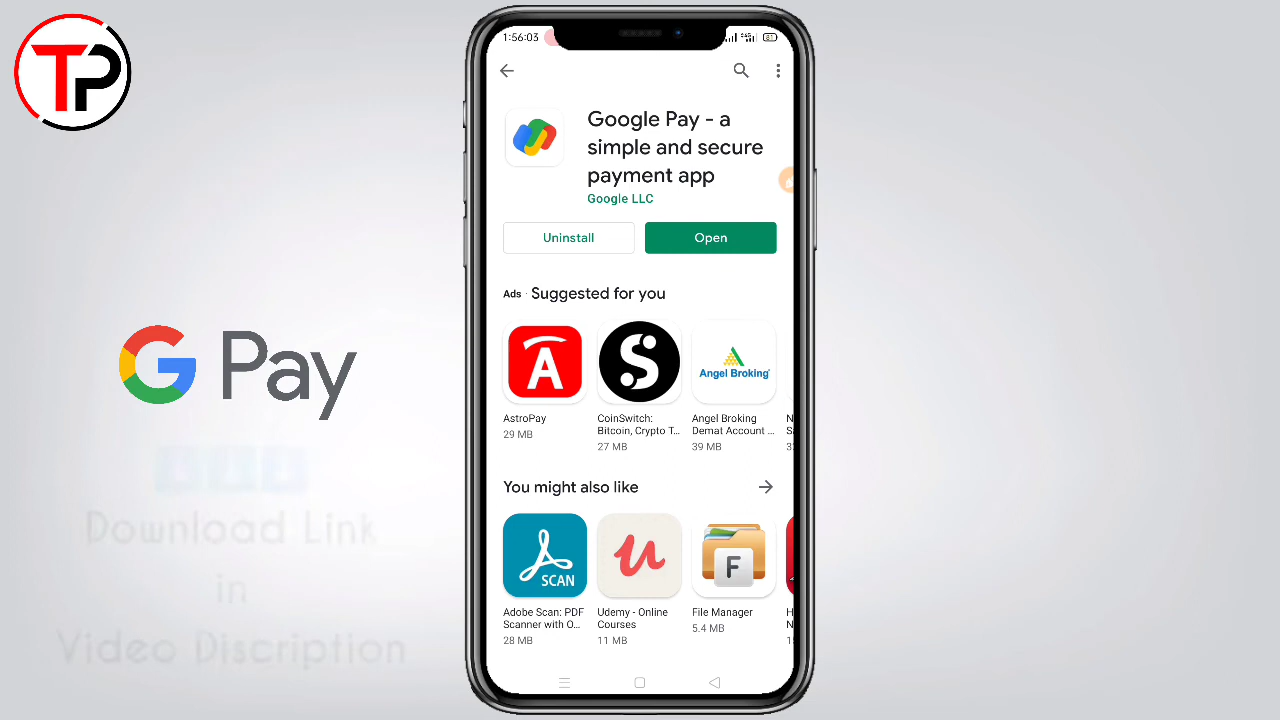 TP
1:56:03
81
Google Pay - a
simple and secure
payment app
Google LLC
Uninstall
Open
Ads · Suggested for you
A
S
Angel Broking
AstroPay
29 MB
CoinSwitch:
Bitcoin, Crypto T...
27 MB
Angel Broking
Demat Account ...
39 MB
You might also like
SCAN
u
F
Adobe Scan: PDF
Scanner with O...
28 MB
Udemy - Online
Courses
11 MB
File Manager
5.4 MB
G Pay
Download Link
in
Video Discription